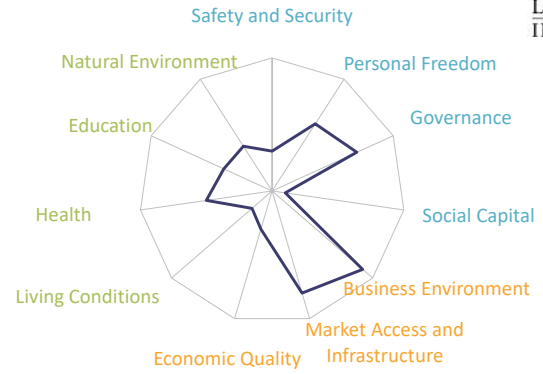 Safety and Security
Natural Environment
Personal Freedom
Education
Governance
Health
Social Capital
Living Conditions
Business Environment
Market Access and
Infrastructure
Economic Quality